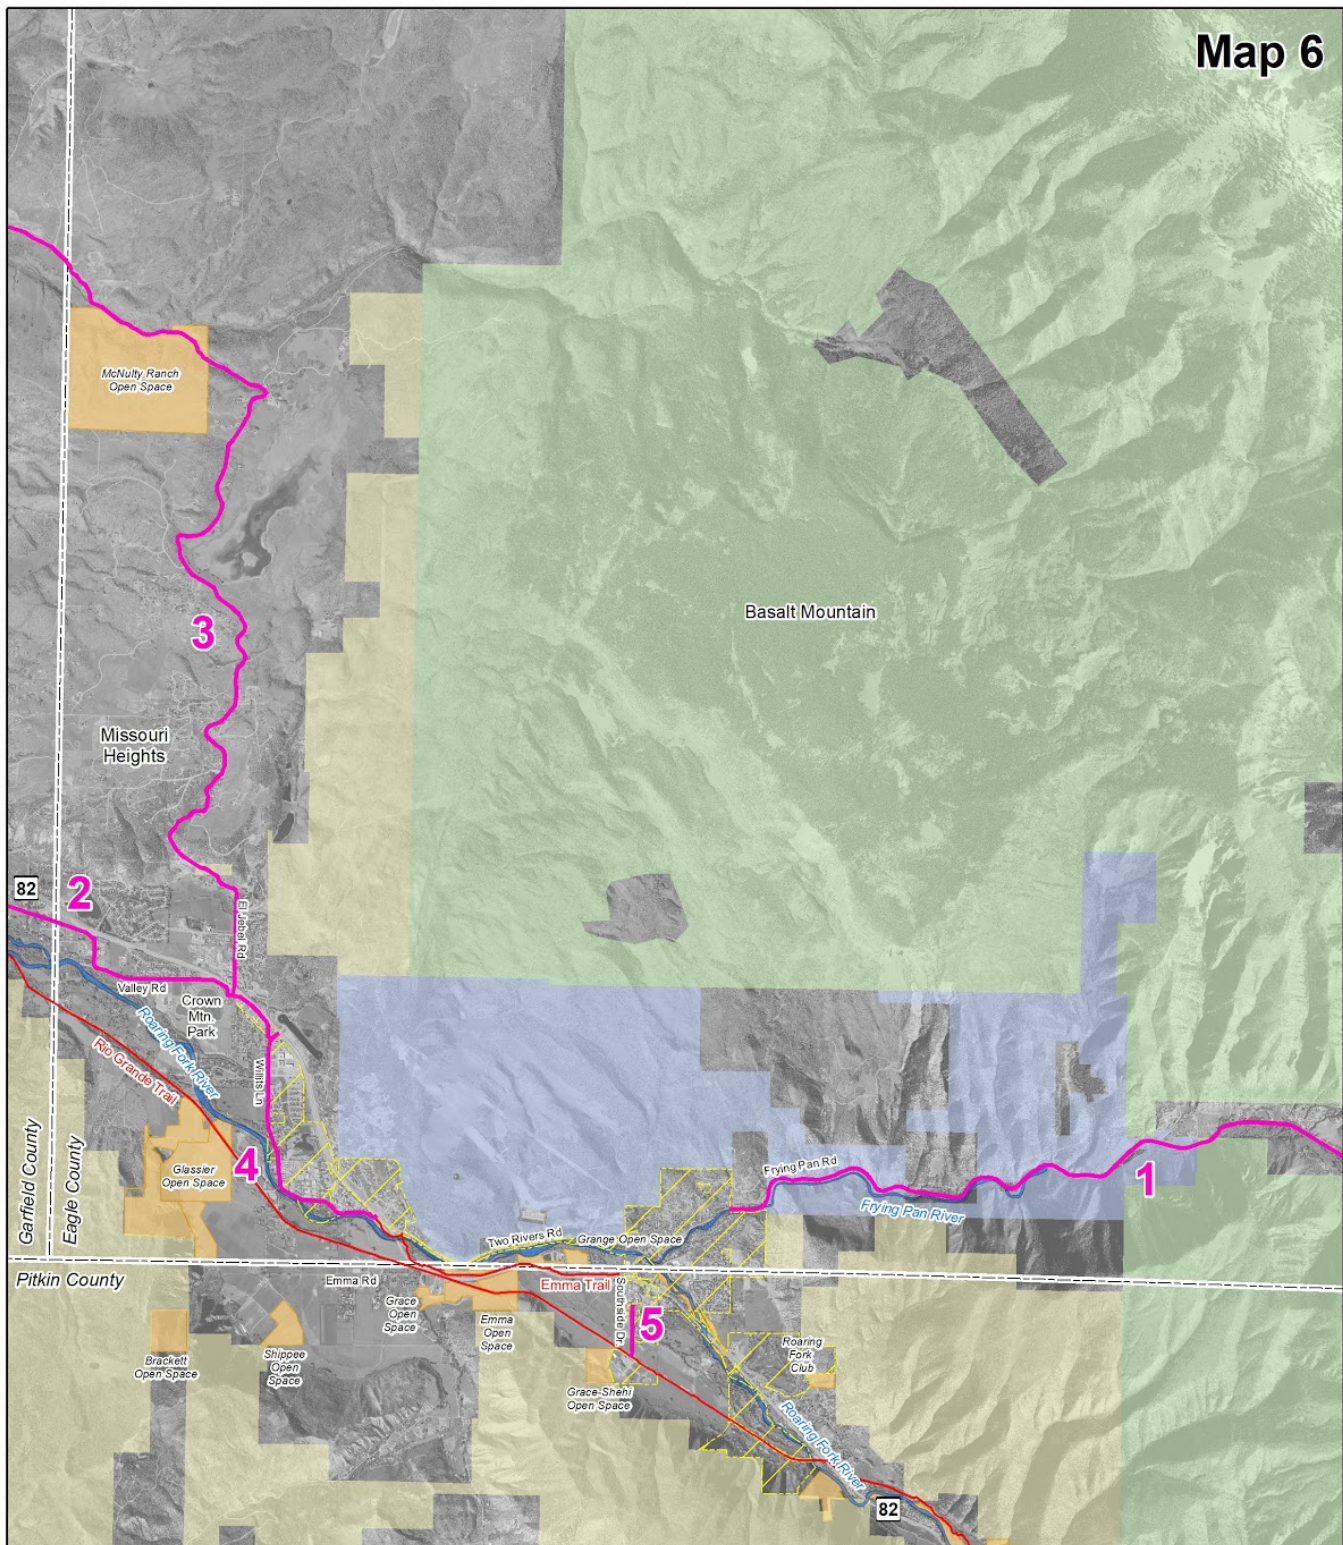 Map 6
McNulty Ranch
Open Space
Basalt Mountain
3
Missouri
Heights
82
2
El Jebel Rd
Valley Rd
Crown
Mtn.
Park
Roaring Fork River
Rio Grande Trail
Willits Ln
Garfield County
Eagle County
Glassier
Open Space
4
Frying Pan Rd
1
Frying Pan River
Two Rivers Rd
Grange Open Space
Pitkin County
Emma Rd
Emma Trail
Southside Dr
Grace
Open
Space
Emma
Open
Space
5
Brackett
Open Space
Shippee
Open
Space
Roaring
Fork
Club
Grace-Shehi
Open Space
Roaring Fork River
82